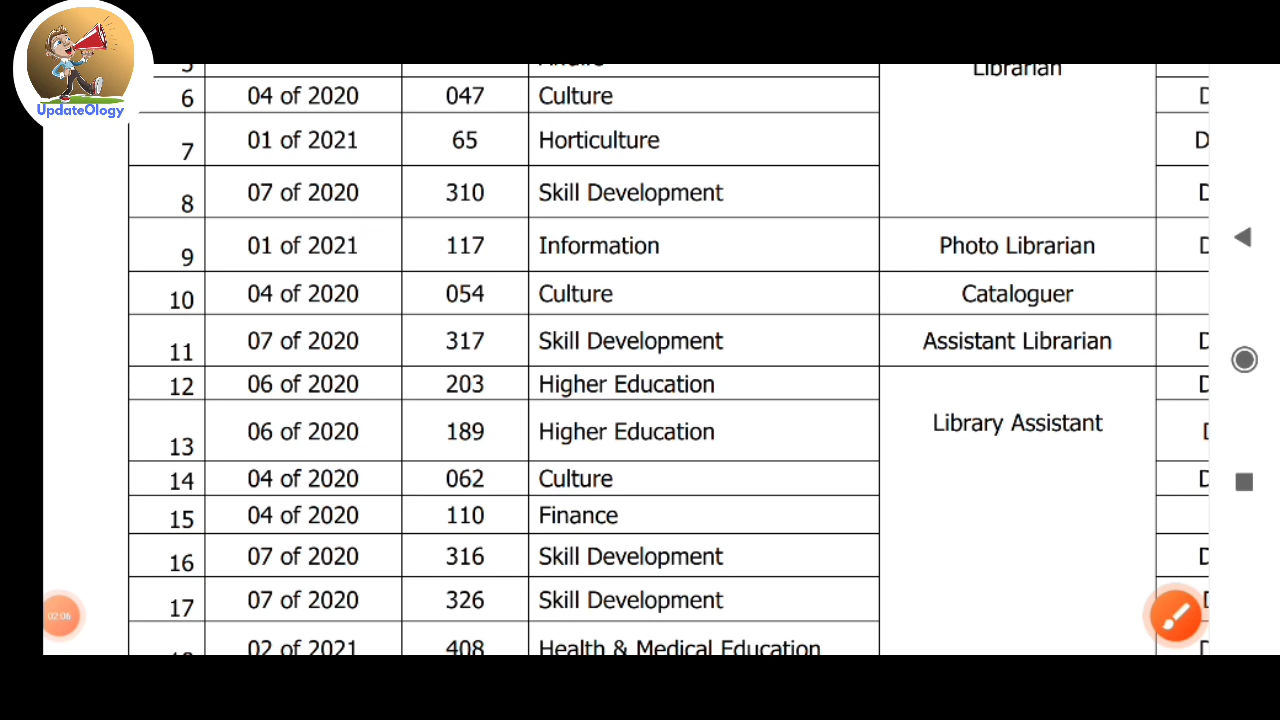 UpdateOlogy
Librarian
6 04 of 2020 047 Culture D
7 01 of 2021 65 Horticulture D
8 07 of 2020 310 Skill Development D
9 01 of 2021 117 Information Photo Librarian D
10 04 of 2020 054 Culture Cataloguer
11 07 of 2020 317 Skill Development Assistant Librarian D
12 06 of 2020 203 Higher Education D
Library Assistant
13 06 of 2020 189 Higher Education
14 04 of 2020 062 Culture D
15 04 of 2020 110 Finance
16 07 of 2020 316 Skill Development D
17 07 of 2020 326 Skill Development
02 of 2021 408 Health & Medical Education D
02:06